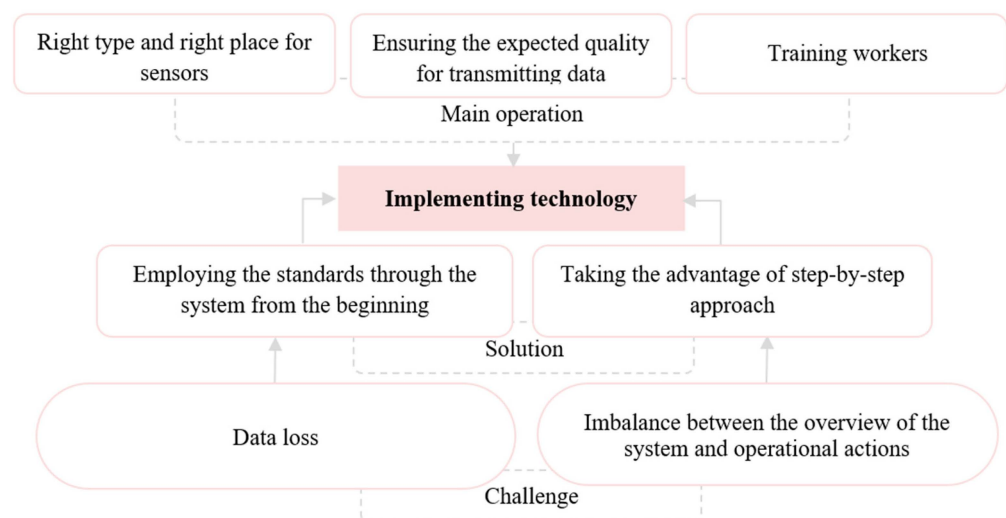 Right type and right place for
sensors
Ensuring the expected quality
for transmitting data
Training workers
Main operation
Implementing technology
Employing the standards through the
system from the beginning
Taking the advantage of step-by-step
approach
Solution
Data loss
Imbalance between the overview of the
system and operational actions
Challenge